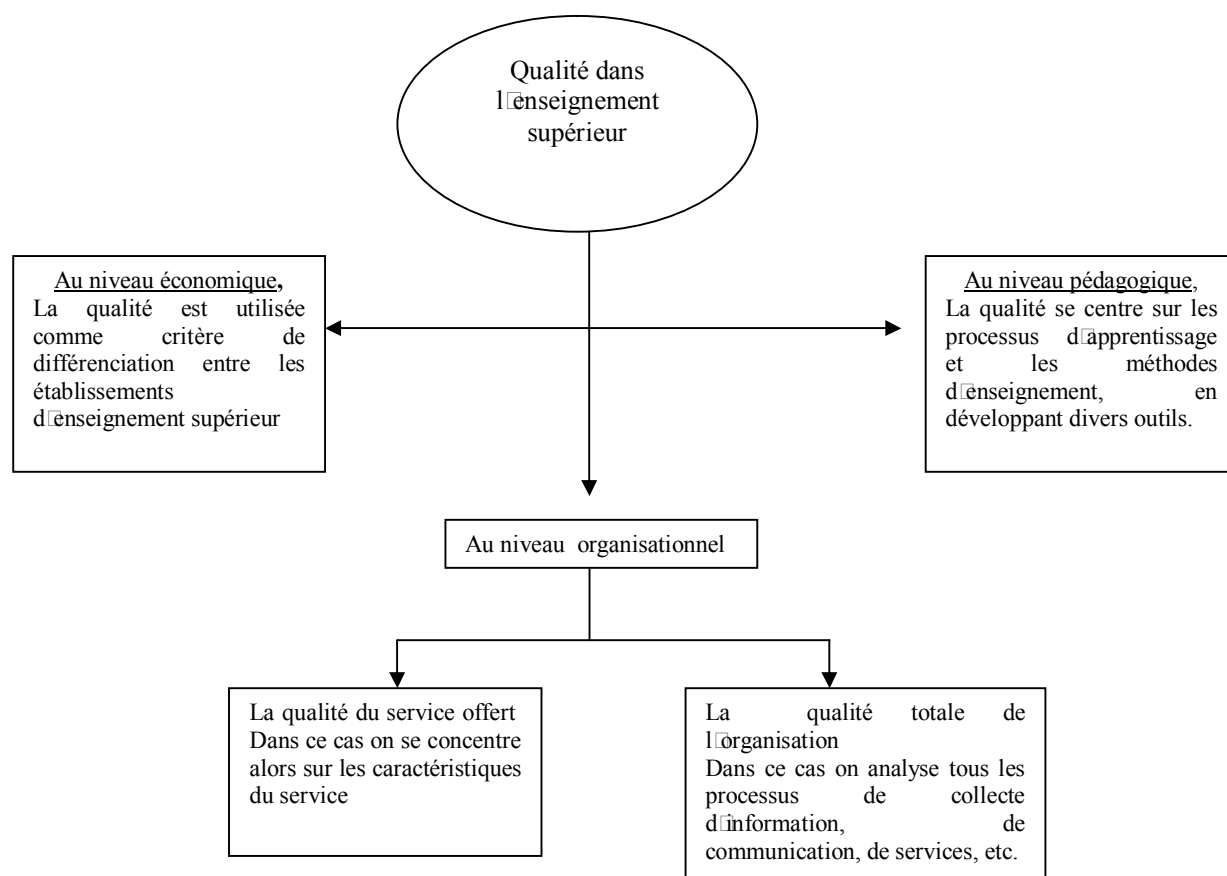 Qualité dans
l□enseignement
supérieur
Au niveau économique,
La qualité est utilisée
comme critère de
différenciation entre les
établissements
d□enseignement supérieur
Au niveau pédagogique,
La qualité se centre sur les
processus d□apprentissage
et les méthodes
d□enseignement, en
développant divers outils.
Au niveau organisationnel
La qualité du service offert
Dans ce cas on se concentre
alors sur les caractéristiques
du service
La qualité totale de
l□organisation
Dans ce cas on analyse tous les
processus de collecte
d□information, de
communication, de services, etc.